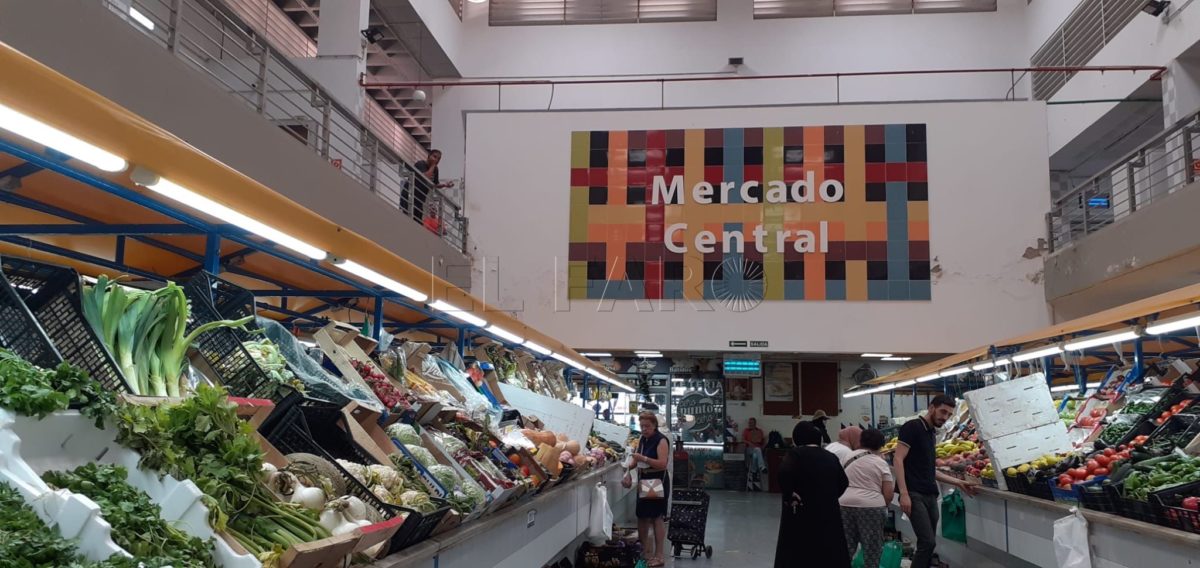 Mercado
Central
EL FARO
SALIDA